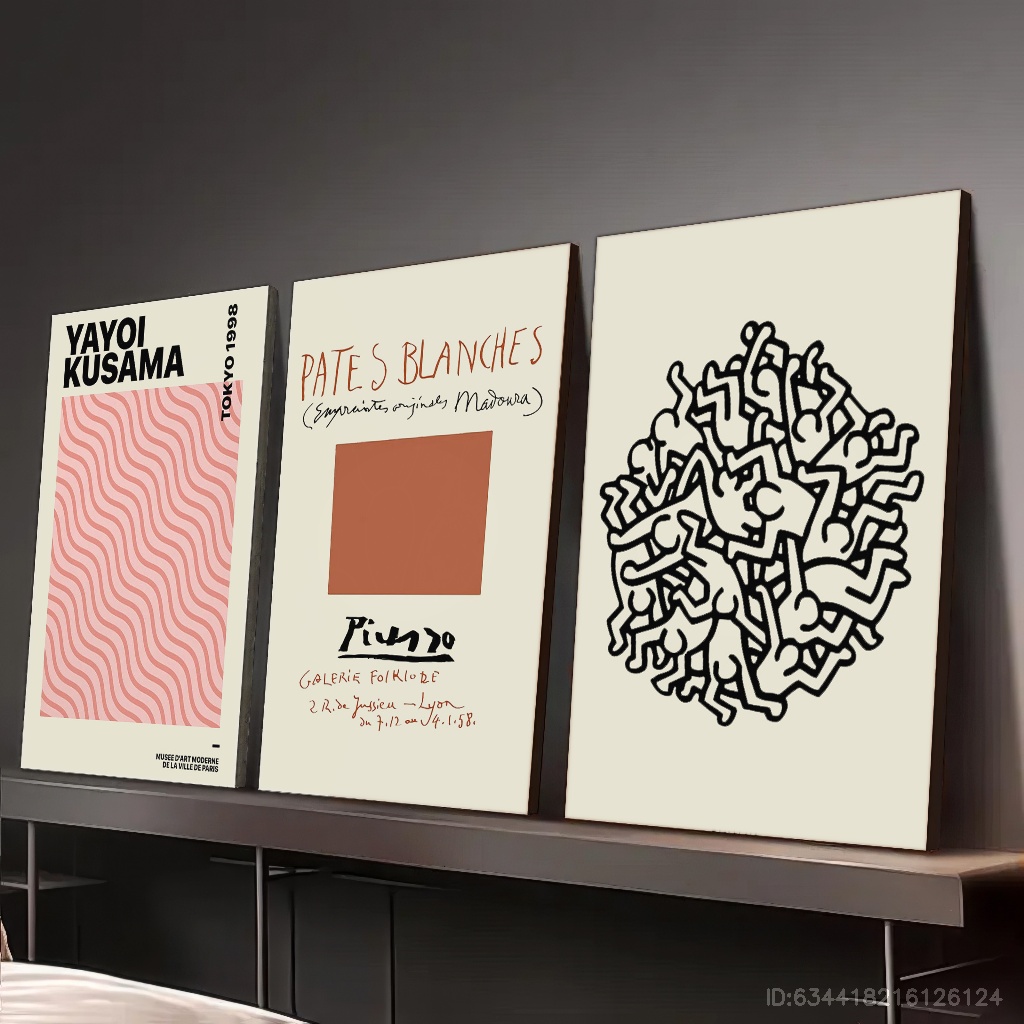 YAYOI
KUSAMA
TOKYO 1998
MUSEE D'ART MODERNE
DE LA VILLE DE PARIS
PATES BLANCHES
(Empreintes originales Madoura)
Picasso
GALERIE FOlKlORE
2 R. de Jussieu — Lyon
du 7.12 au 4.1.58.
ID:634418216126124